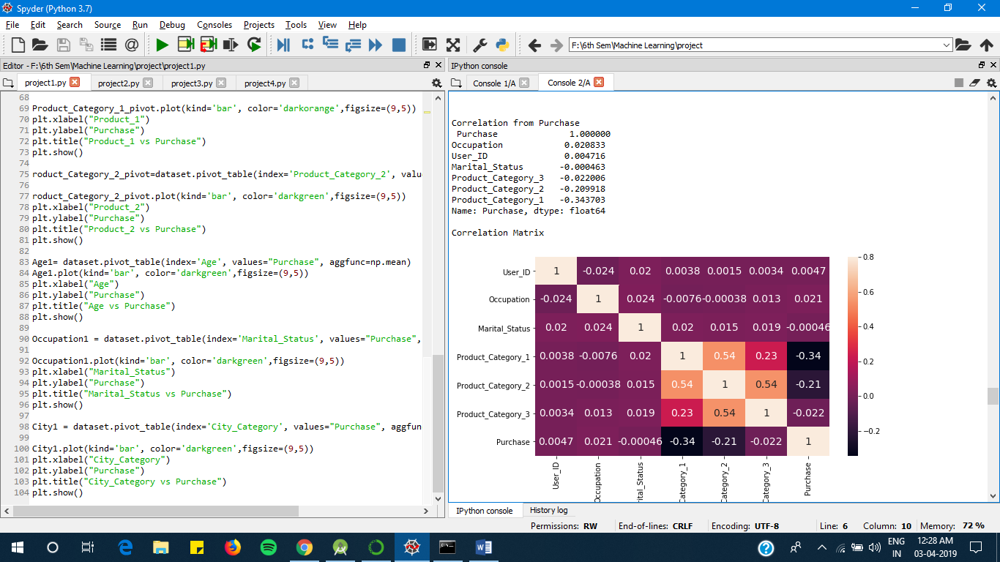 Spyder (Python 3.7)
File Edit Search Source Run Debug Consoles Projects Tools View Help
F:\6th Sem\Machine Learning\project
Editor - F:\6th Sem\Machine Learning\project\project1.py
project1.py project2.py project3.py project4.py
68
69 Product_Category_1_pivot.plot(kind='bar', color='darkorange',figsize=(9,5))
70 plt.xlabel("Product_1")
71 plt.ylabel("Purchase")
72 plt.title("Product_1 vs Purchase")
73 plt.show()
74
75 roduct_Category_2_pivot=dataset.pivot_table(index='Product_Category_2', valu
76
77 roduct_Category_2_pivot.plot(kind='bar', color='darkgreen',figsize=(9,5))
78 plt.xlabel("Product_2")
79 plt.ylabel("Purchase")
80 plt.title("Product_2 vs Purchase")
81 plt.show()
82
83 Age1= dataset.pivot_table(index='Age', values="Purchase", aggfunc=np.mean)
84 Age1.plot(kind='bar', color='darkgreen',figsize=(9,5))
85 plt.xlabel("Age")
86 plt.ylabel("Purchase")
87 plt.title("Age vs Purchase")
88 plt.show()
89
90 Occupation1 = dataset.pivot_table(index='Marital_Status', values="Purchase",
91
92 Occupation1.plot(kind='bar', color='darkgreen',figsize=(9,5))
93 plt.xlabel("Marital_Status")
94 plt.ylabel("Purchase")
95 plt.title("Marital_Status vs Purchase")
96 plt.show()
97
98 City1 = dataset.pivot_table(index='City_Category', values="Purchase", aggfun
99
100 City1.plot(kind='bar', color='darkgreen',figsize=(9,5))
101 plt.xlabel("City_Category")
102 plt.ylabel("Purchase")
103 plt.title("City_Category vs Purchase")
104 plt.show()
IPython console
Console 1/A Console 2/A
Correlation from Purchase
Purchase 1.000000
Occupation 0.020833
User_ID 0.004716
Marital_Status -0.000463
Product_Category_3 -0.022006
Product_Category_2 -0.209918
Product_Category_1 -0.343703
Name: Purchase, dtype: float64
Correlation Matrix
User_ID 1 -0.024 0.02 0.0038 0.0015 0.0034 0.0047
Occupation -0.024 1 0.024 -0.0076 -0.00038 0.013 0.021
Marital_Status 0.02 0.024 1 0.02 0.015 0.019 -0.00046
Product_Category_1 0.0038 -0.0076 0.02 1 0.54 0.23 -0.34
Product_Category_2 0.0015 -0.00038 0.015 0.54 1 0.54 -0.21
Product_Category_3 0.0034 0.013 0.019 0.23 0.54 1 -0.022
Purchase 0.0047 0.021 -0.00046 -0.34 -0.21 -0.022 1
User_ID Occupation rital_Status Category_1 Category_2 Category_3 Purchase
0.8
0.6
0.4
0.2
0.0
-0.2
IPython console History log
Permissions: RW End-of-lines: CRLF Encoding: UTF-8 Line: 6 Column: 10 Memory: 72 %
ENG
IN
12:28 AM
03-04-2019